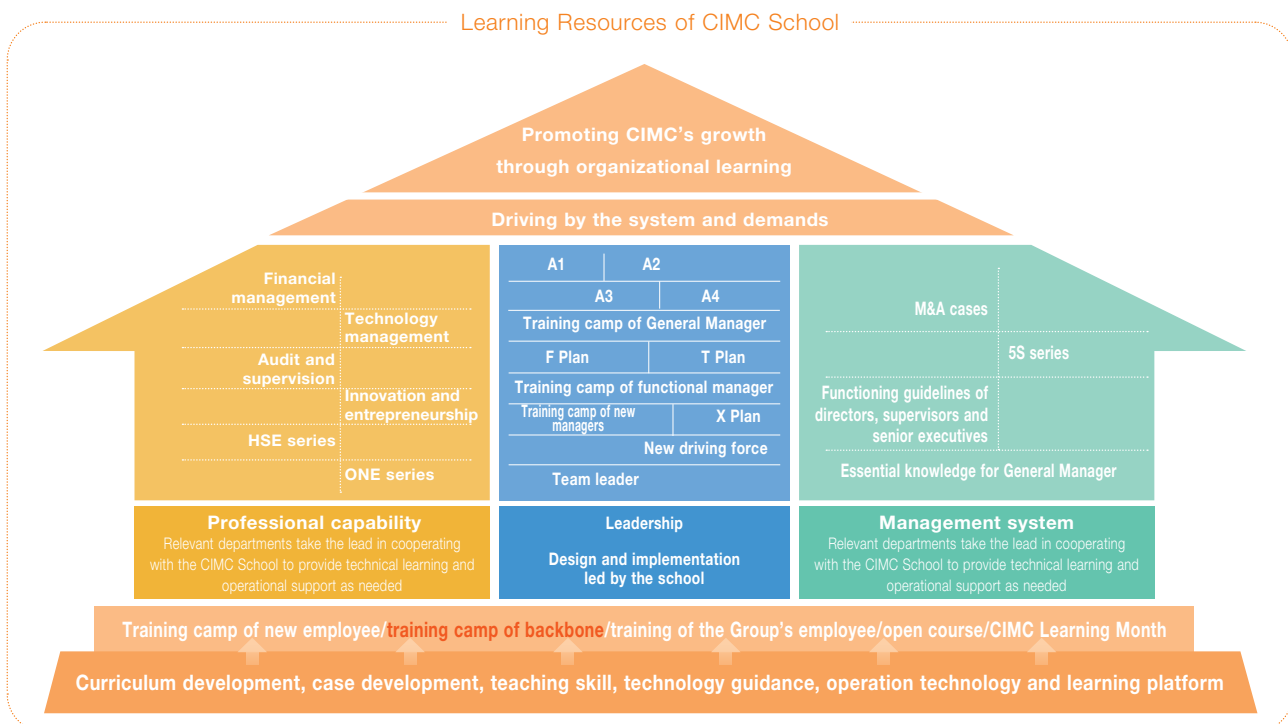 Learning Resources of CIMC School
Promoting CIMC's growth
through organizational learning
Driving by the system and demands
Financial
management
Technology
management
Audit and
supervision
Innovation and
entrepreneurship
HSE series
ONE series
Professional capability
Relevant departments take the lead in cooperating
with the CIMC School to provide technical learning and
operational support as needed
A1
A2
A3
A4
Training camp of General Manager
F Plan
T Plan
Training camp of functional manager
Training camp of new
managers
X Plan
New driving force
Team leader
Leadership
Design and implementation
led by the school
M&A cases
5S series
Functioning guidelines of
directors, supervisors and
senior executives
Essential knowledge for General Manager
Management system
Relevant departments take the lead in cooperating
with the CIMC School to provide technical learning and
operational support as needed
Training camp of new employee/training camp of backbone/training of the Group's employee/open course/CIMC Learning Month
Curriculum development, case development, teaching skill, technology guidance, operation technology and learning platform